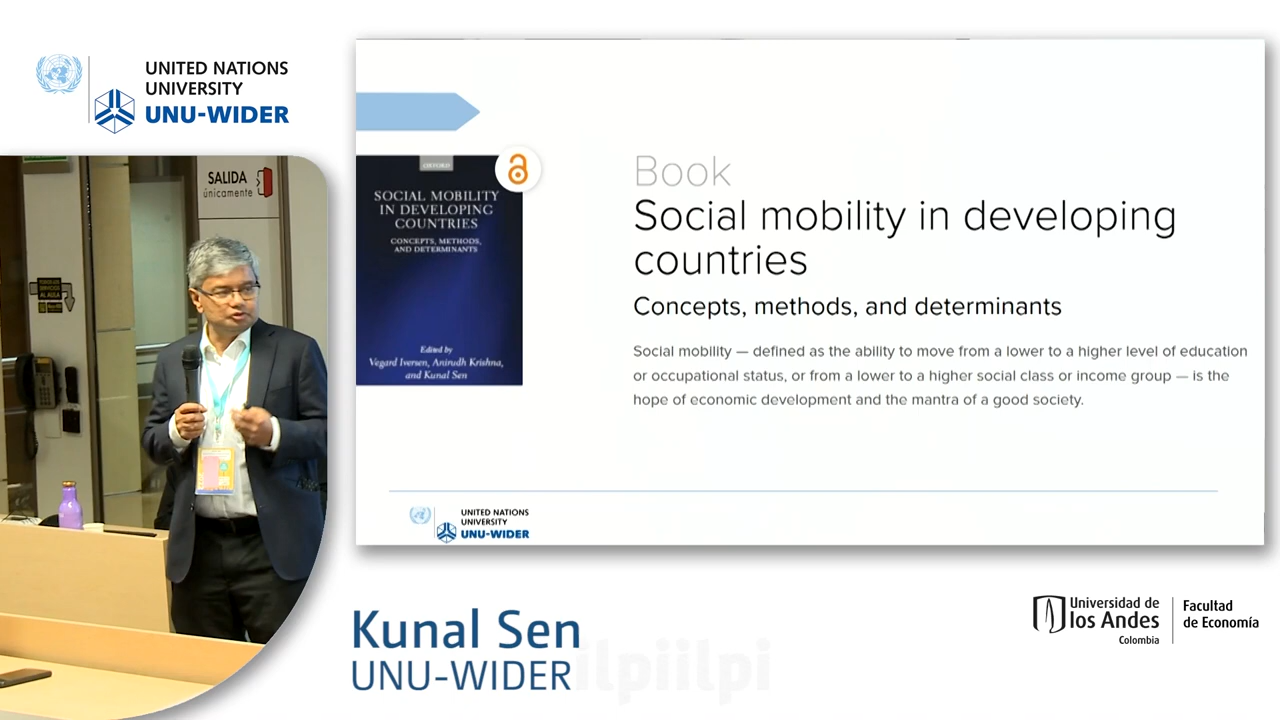 UNITED NATIONS
UNIVERSITY
UNU-WIDER
SALIDA
únicamente
OXFORD
SOCIAL MOBILITY
IN DEVELOPING
COUNTRIES
CONCEPTS, METHODS,
AND DETERMINANTS
Edited by
Vegard Iversen, Anirudh Krishna,
and Kunal Sen
Book
Social mobility in developing
countries
Concepts, methods, and determinants
Social mobility — defined as the ability to move from a lower to a higher level of education
or occupational status, or from a lower to a higher social class or income group — is the
hope of economic development and the mantra of a good society.
UNITED NATIONS
UNIVERSITY
UNU-WIDER
Kunal Sen
UNU-WIDER
ilpiilpi
Universidad de
los Andes
Colombia
Facultad
de Economía